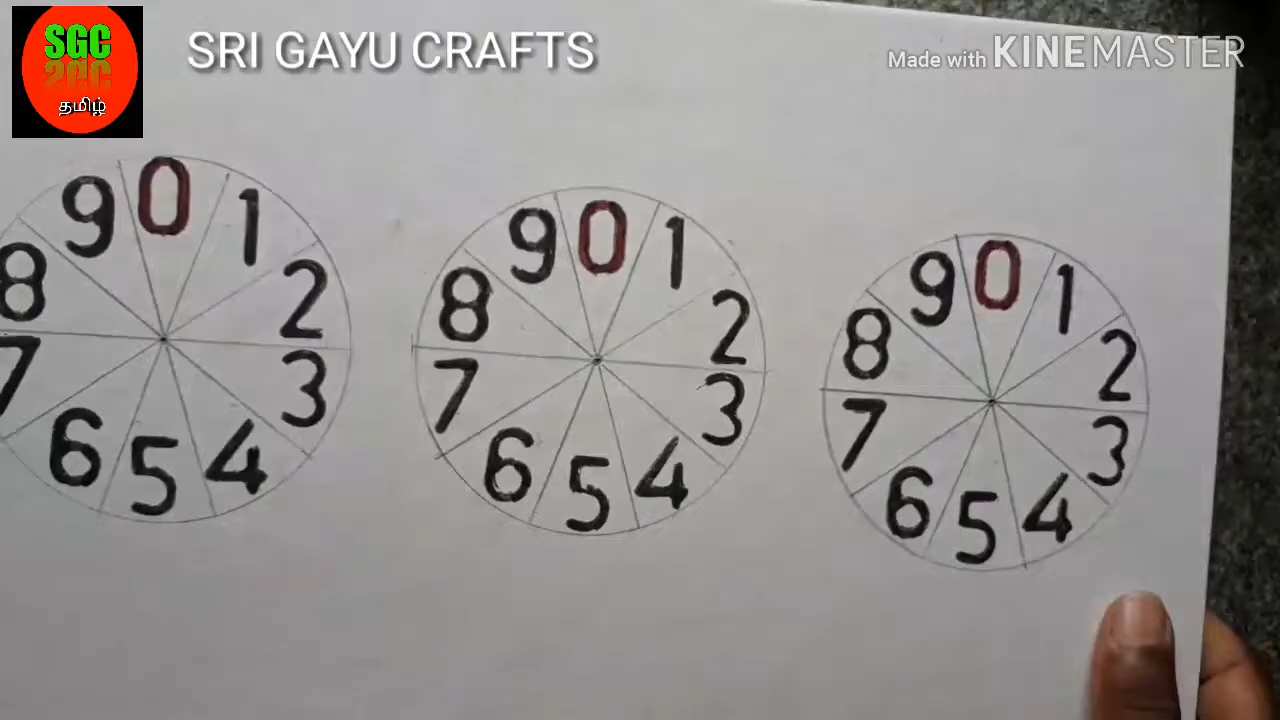 SGC
தமிழ்
SRI GAYU CRAFTS
Made with KINEMASTER
9 0 1 2 3 4 5 6 7 8
9 0 1 2 3 4 5 6 7 8
9 0 1 2 3 4 5 6 7 8